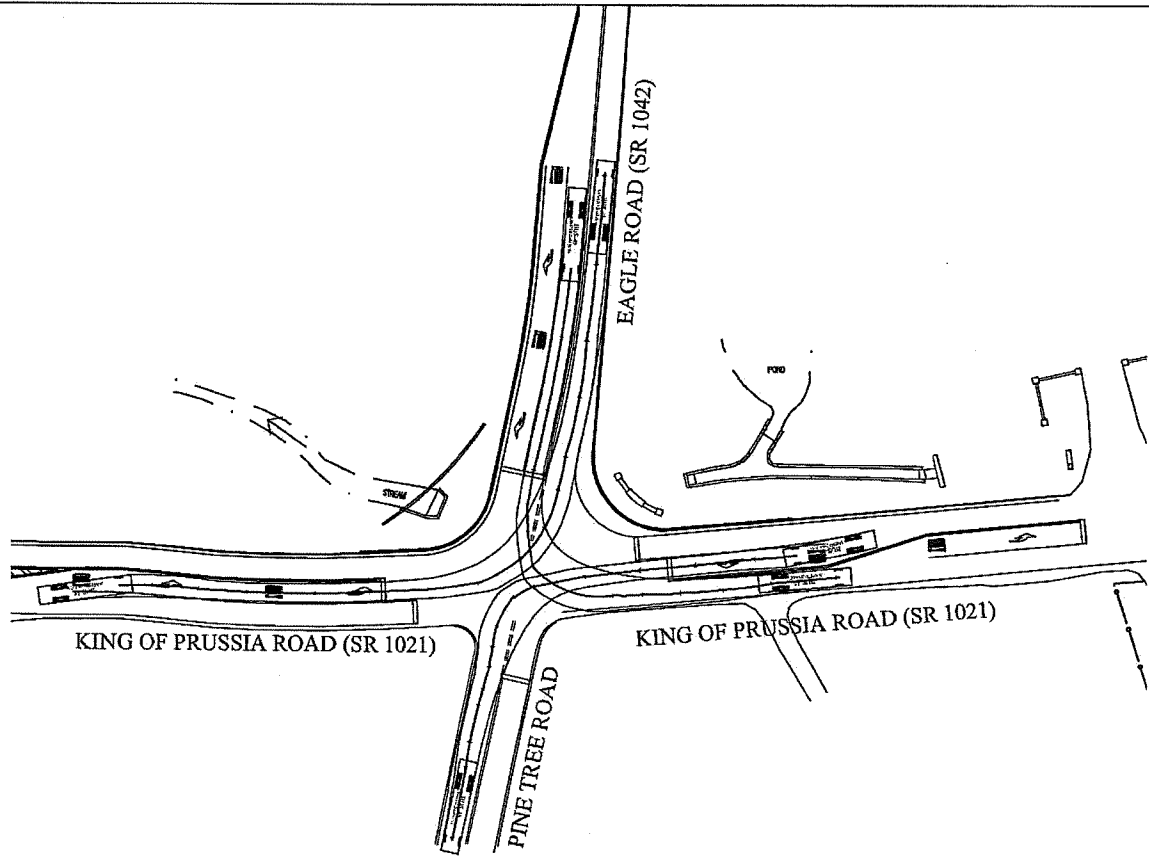 EAGLE ROAD (SR 1042)
POND
STREAM
KING OF PRUSSIA ROAD (SR 1021)
KING OF PRUSSIA ROAD (SR 1021)
PINE TREE ROAD